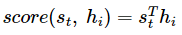 score(s_t, h_i) = s_t^T h_i